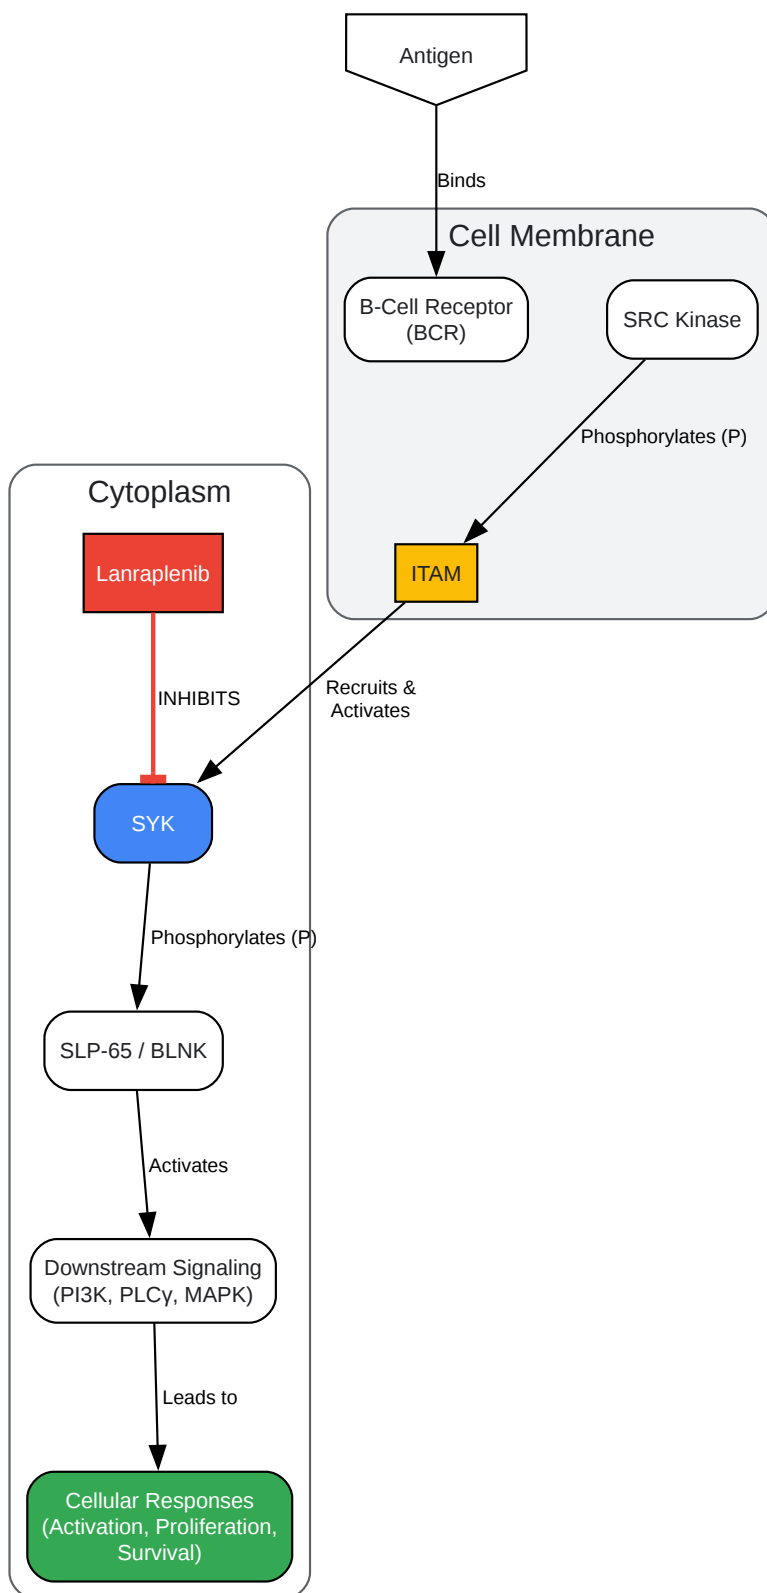 Antigen
Binds
Cell Membrane
B-Cell Receptor
(BCR)
SRC Kinase
Phosphorylates (P)
Cytoplasm
Lanraplenib
ITAM
INHIBITS
Recruits &
Activates
SYK
Phosphorylates (P)
SLP-65 / BLNK
Activates
Downstream Signaling
(PI3K, PLCγ, MAPK)
Leads to
Cellular Responses
(Activation, Proliferation,
Survival)